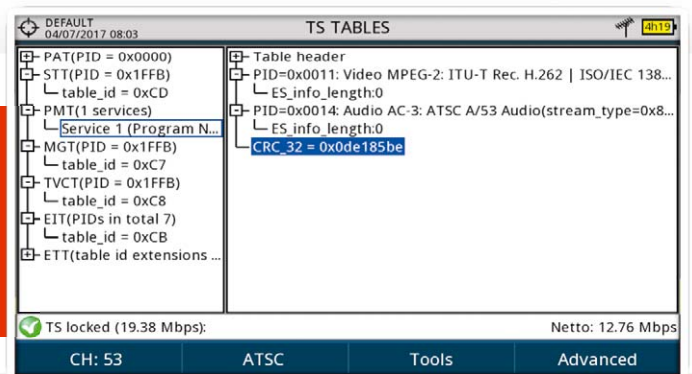 DEFAULT
04/07/2017 08:03
TS TABLES
4h19
PAT(PID = 0x0000)
STT(PID = 0x1FFB)
table_id = 0xCD
PMT(1 services)
Service 1 (Program N...
MGT(PID = 0x1FFB)
table_id = 0xC7
TVCT(PID = 0x1FFB)
table_id = 0xC8
EIT(PIDs in total 7)
table_id = 0xCB
ETT(table id extensions ...
Table header
PID=0x0011: Video MPEG-2: ITU-T Rec. H.262 | ISO/IEC 138...
ES_info_length:0
PID=0x0014: Audio AC-3: ATSC A/53 Audio(stream_type=0x8...
ES_info_length:0
CRC_32 = 0x0de185be
TS locked (19.38 Mbps):
Netto: 12.76 Mbps
CH: 53
ATSC
Tools
Advanced